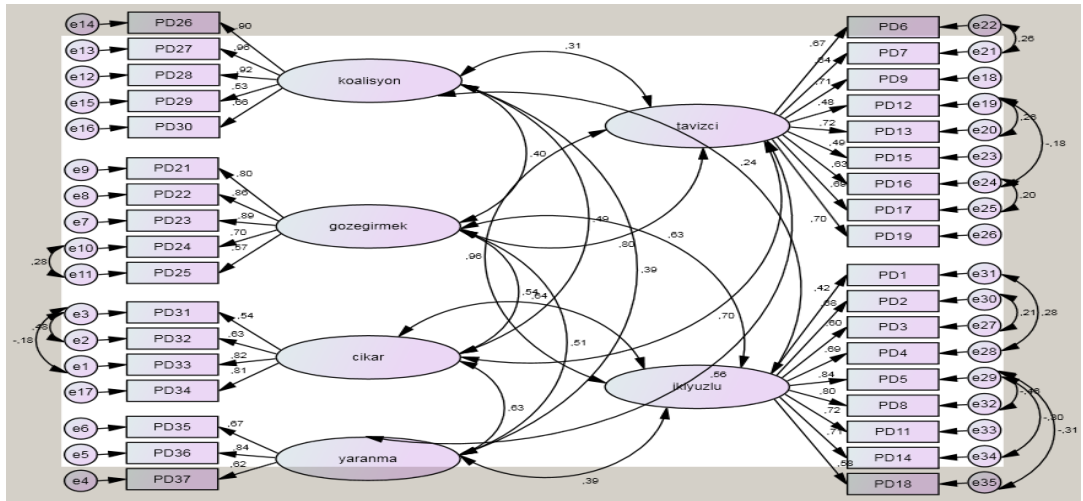 e14 PD26 .90
e13 PD27 .96
e12 PD28 .92
e15 PD29 .53
e16 PD30 .66
koalisyon
e9 PD21 .80
e8 PD22 .86
e7 PD23 .89
e10 PD24 .70
e11 PD25 .57
.28
gozegirmek
e3 PD31 .54
e2 PD32 .63
e1 PD33 .82
e17 PD34 .81
-.18
cikar
e6 PD35 .67
e5 PD36 .84
e4 PD37 .62
yaranma
.31
.40
.24
.49
.80
.63
.96
.39
.54
.64
.51
.70
.56
.63
.39
tavizci
.67 PD6 e22
PD7 e21
.71 PD9 e18
.48 PD12 e19
.72 PD13 e20
.49 PD15 e23
.63 PD16 e24
PD17 e25
.70 PD19 e26
.26
-.18
.20
ikiyuzlu
.42 PD1 e31
.68 PD2 e30
.60 PD3 e27
.69 PD4 e28
.84 PD5 e29
.80 PD8 e32
.72 PD11 e33
.71 PD14 e34
.58 PD18 e35
.21
.28
-.30
-.31